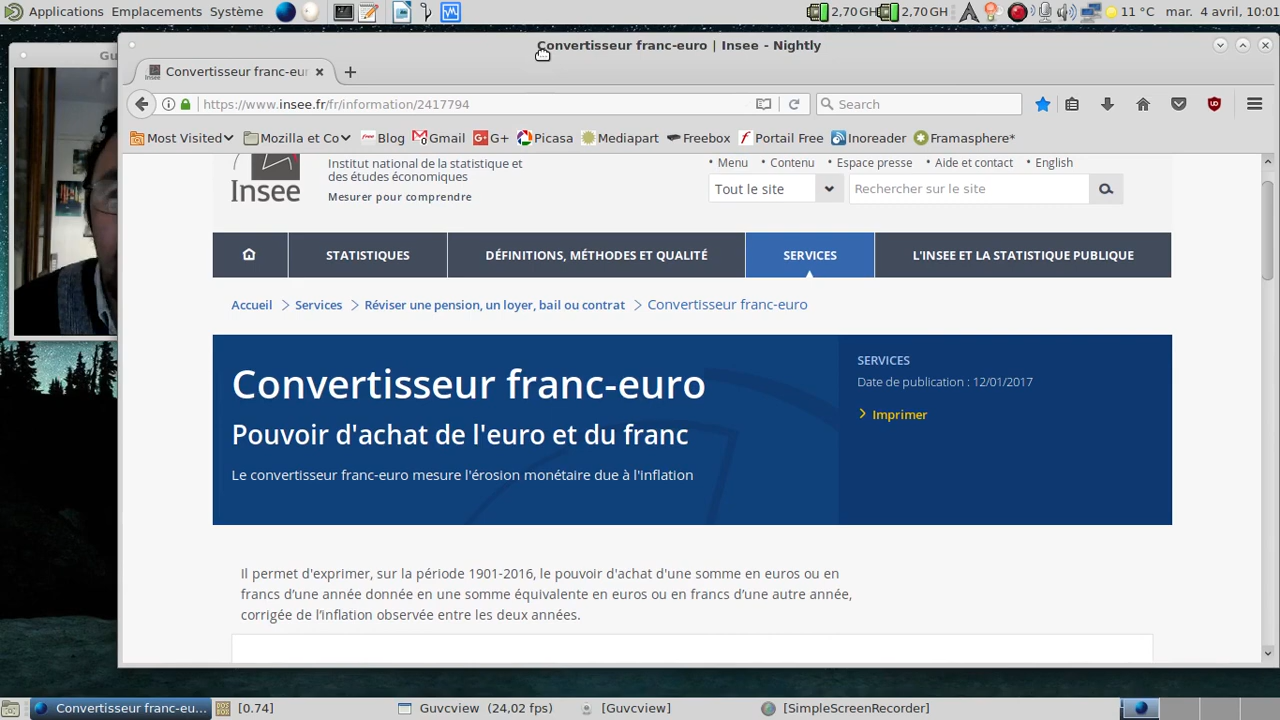 Applications Emplacements Système 2,70 GH 2,70 GH 11 °C mar. 4 avril, 10:01
Gu
Convertisseur franc-euro | Insee - Nightly
Convertisseur franc-eur
https://www.insee.fr/fr/information/2417794 Search
Most Visited Mozilla et Co Blog Gmail G+ Picasa Mediapart Freebox Portail Free Inoreader Framasphere*
Institut national de la statistique et
des études économiques
Insee
Mesurer pour comprendre
• Menu • Contenu • Espace presse • Aide et contact • English
Tout le site Rechercher sur le site
STATISTIQUES DÉFINITIONS, MÉTHODES ET QUALITÉ SERVICES L'INSEE ET LA STATISTIQUE PUBLIQUE
Accueil > Services > Réviser une pension, un loyer, bail ou contrat > Convertisseur franc-euro
Convertisseur franc-euro
Pouvoir d'achat de l'euro et du franc
Le convertisseur franc-euro mesure l'érosion monétaire due à l'inflation
SERVICES
Date de publication : 12/01/2017
Imprimer
Il permet d'exprimer, sur la période 1901-2016, le pouvoir d'achat d'une somme en euros ou en
francs d'une année donnée en une somme équivalente en euros ou en francs d'une autre année,
corrigée de l'inflation observée entre les deux années.
Convertisseur franc-eu... [0.74] Guvcview (24,02 fps) [Guvcview] [SimpleScreenRecorder]